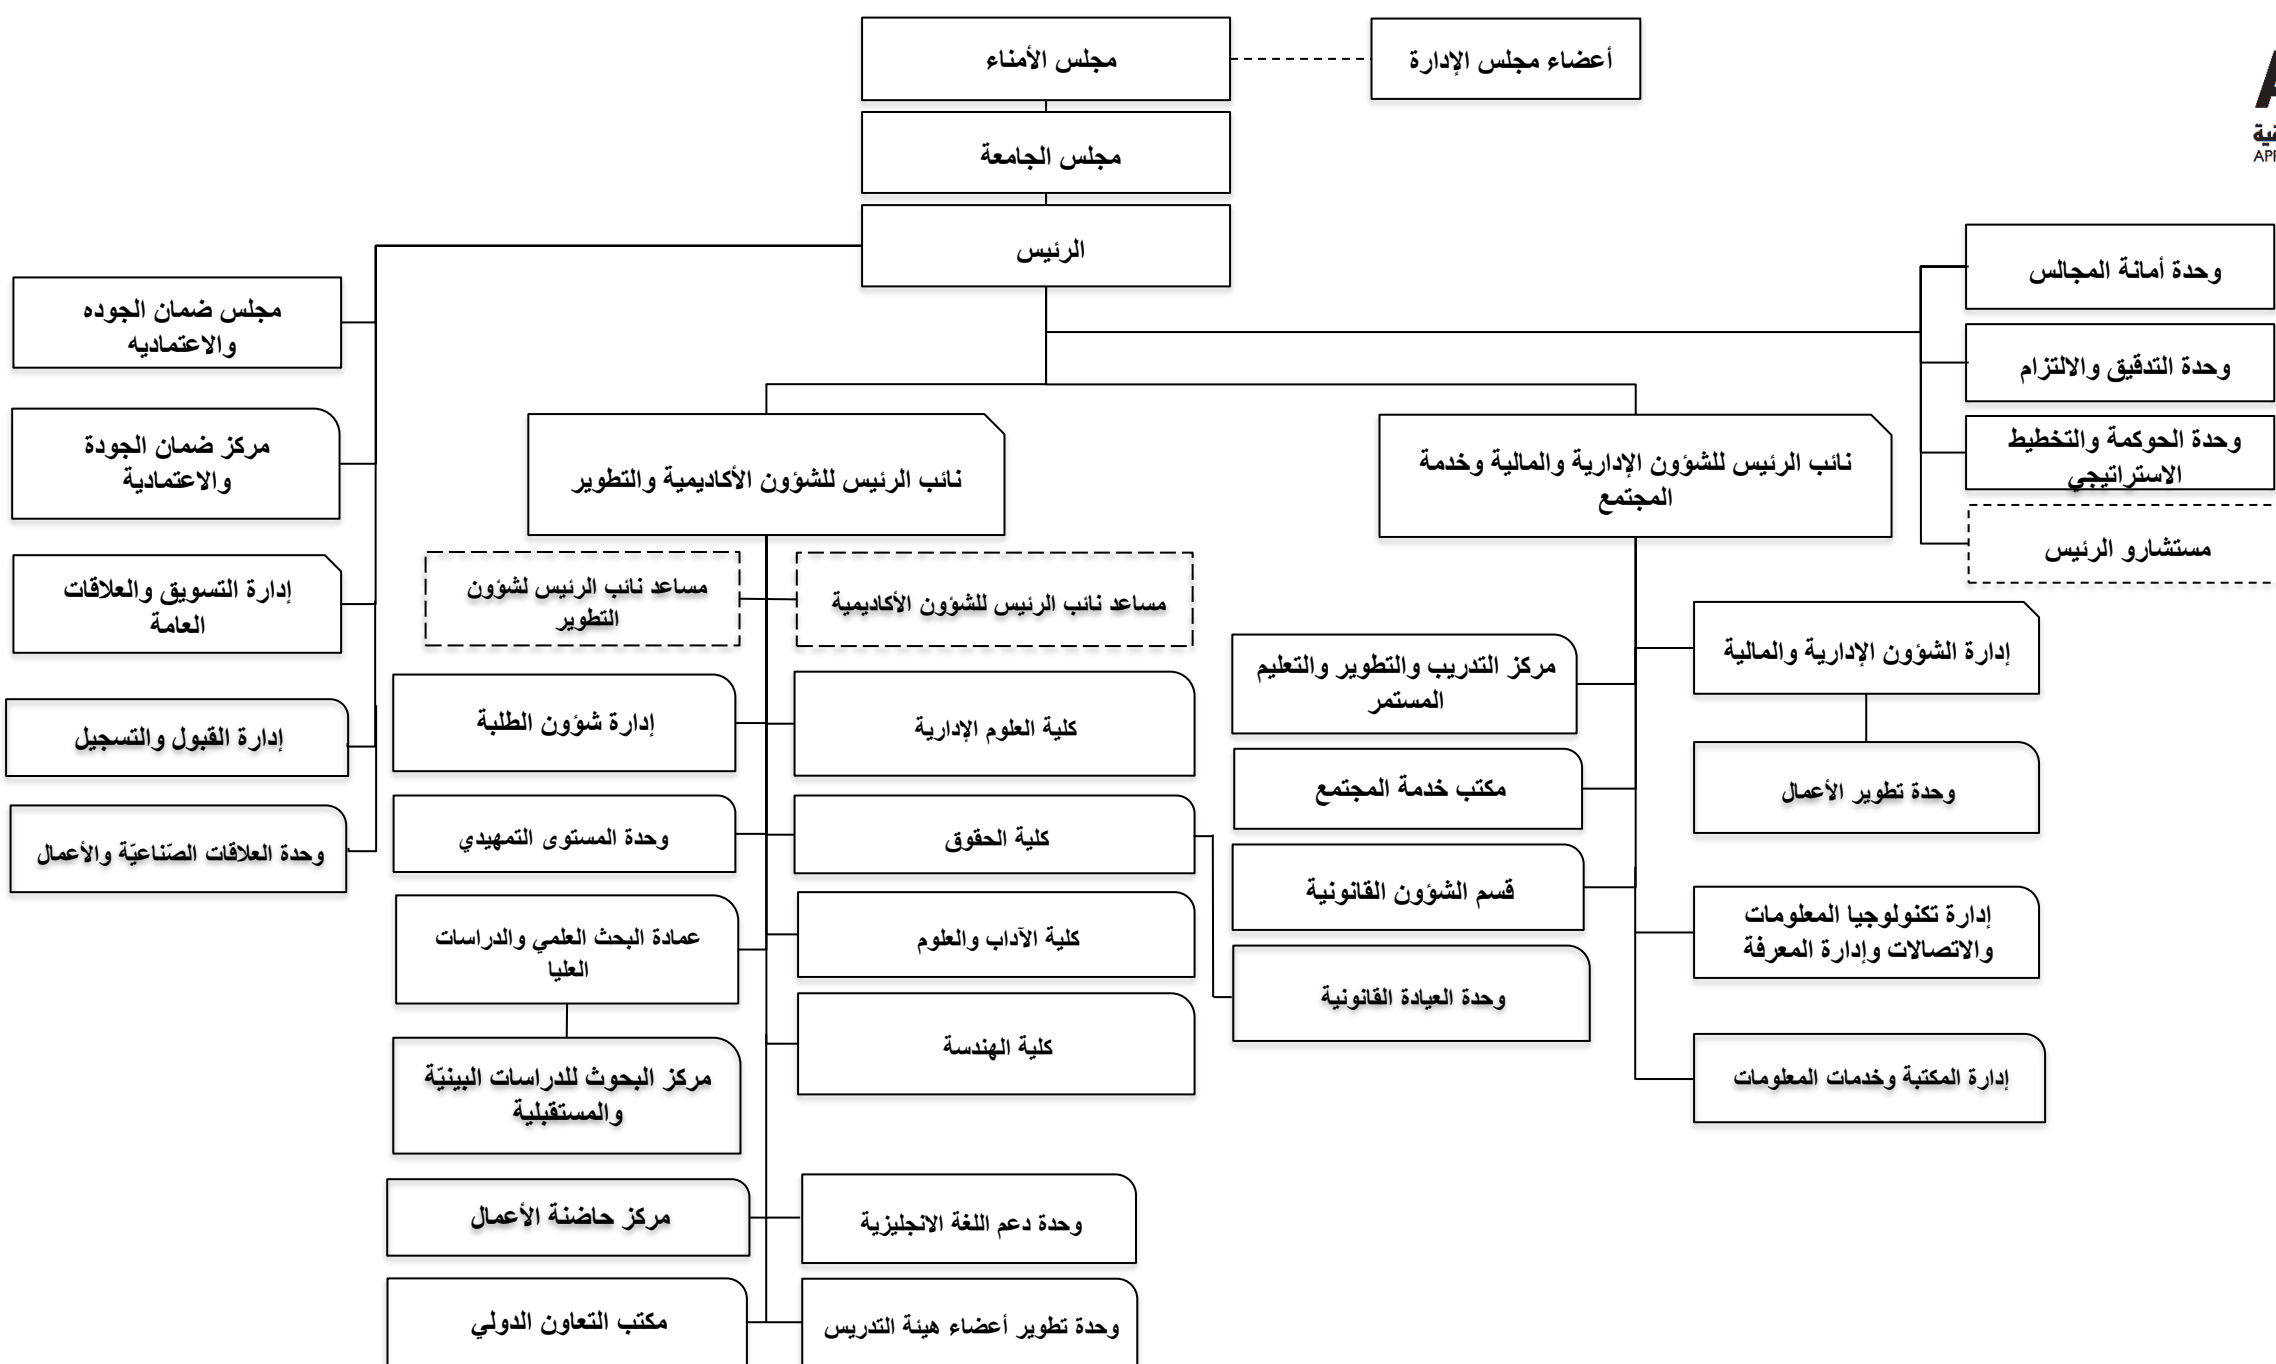 أعضاء مجلس الإدارة
مجلس الأمناء
مجلس الجامعة
الرئيس
APP
وحدة أمانة المجالس
وحدة التدقيق والالتزام
وحدة الحوكمة والتخطيط
الاستراتيجي
مستشارو الرئيس
مجلس ضمان الجوده
والاعتماديه
مركز ضمان الجودة
والاعتمادية
إدارة التسويق والعلاقات
العامة
إدارة القبول والتسجيل
وحدة العلاقات الصّناعيّة والأعمال
نائب الرئيس للشؤون الإدارية والمالية وخدمة
المجتمع
إدارة الشؤون الإدارية والمالية
وحدة تطوير الأعمال
إدارة تكنولوجيا المعلومات
والاتصالات وإدارة المعرفة
إدارة المكتبة وخدمات المعلومات
مركز التدريب والتطوير والتعليم
المستمر
مكتب خدمة المجتمع
قسم الشؤون القانونية
وحدة العيادة القانونية
نائب الرئيس للشؤون الأكاديمية والتطوير
مساعد نائب الرئيس للشؤون الأكاديمية
مساعد نائب الرئيس لشؤون
التطوير
كلية العلوم الإدارية
كلية الحقوق
كلية الآداب والعلوم
كلية الهندسة
وحدة دعم اللغة الانجليزية
وحدة تطوير أعضاء هيئة التدريس
إدارة شؤون الطلبة
وحدة المستوى التمهيدي
عمادة البحث العلمي والدراسات
العليا
مركز البحوث للدراسات البينيّة
والمستقبلية
مركز حاضنة الأعمال
مكتب التعاون الدولي